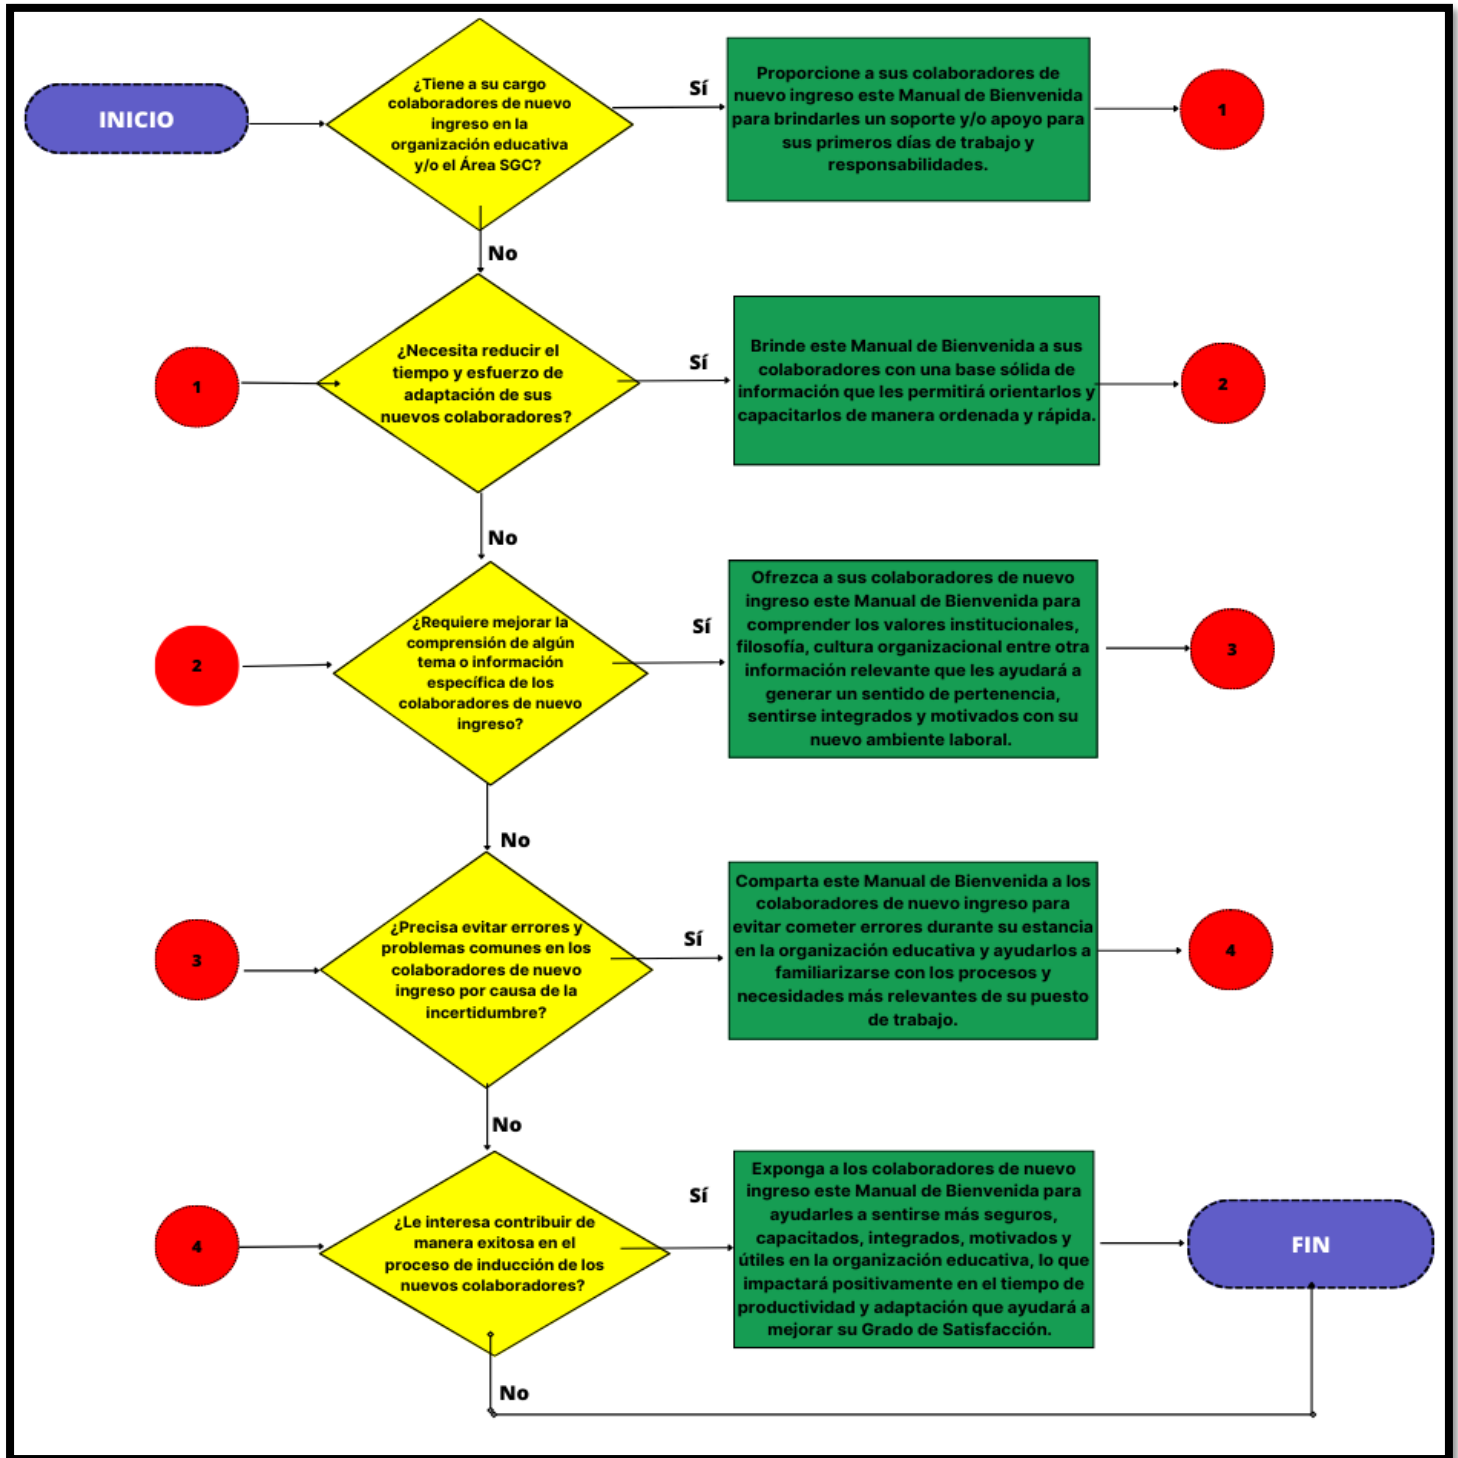 INICIO
¿Tiene a su cargo
colaboradores de nuevo
ingreso en la
organización educativa
y/o el Área SGC?
Sí
Proporcione a sus colaboradores de
nuevo ingreso este Manual de Bienvenida
para brindarles un soporte y/o apoyo para
sus primeros días de trabajo y
responsabilidades.
1
No
1
¿Necesita reducir el
tiempo y esfuerzo de
adaptación de sus
nuevos colaboradores?
Sí
Brinde este Manual de Bienvenida a sus
colaboradores con una base sólida de
información que les permitirá orientarlos y
capacitarlos de manera ordenada y rápida.
2
No
2
¿Requiere mejorar la
comprensión de algún
tema o información
específica de los
colaboradores de nuevo
ingreso?
Sí
Ofrezca a sus colaboradores de nuevo
ingreso este Manual de Bienvenida para
comprender los valores institucionales,
filosofía, cultura organizacional entre otra
información relevante que les ayudará a
generar un sentido de pertenencia,
sentirse integrados y motivados con su
nuevo ambiente laboral.
3
No
3
¿Precisa evitar errores y
problemas comunes en los
colaboradores de nuevo
ingreso por causa de la
incertidumbre?
Sí
Comparta este Manual de Bienvenida a los
colaboradores de nuevo ingreso para
evitar cometer errores durante su estancia
en la organización educativa y ayudarlos a
familiarizarse con los procesos y
necesidades más relevantes de su puesto
de trabajo.
4
No
4
¿Le interesa contribuir de
manera exitosa en el
proceso de inducción de los
nuevos colaboradores?
Sí
Exponga a los colaboradores de nuevo
ingreso este Manual de Bienvenida para
ayudarles a sentirse más seguros,
capacitados, integrados, motivados y
útiles en la organización educativa, lo que
impactará positivamente en el tiempo de
productividad y adaptación que ayudará a
mejorar su Grado de Satisfacción.
FIN
No